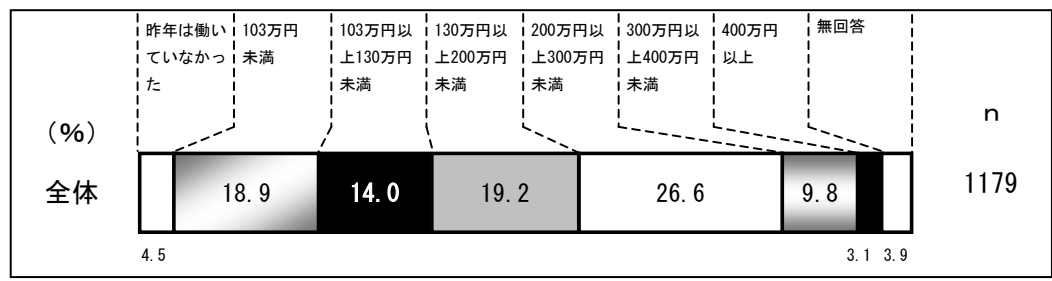 昨年は働い
ていなかっ
た
103万円
未満
103万円以
上130万円
未満
130万円以
上200万円
未満
200万円以
上300万円
未満
300万円以
上400万円
未満
400万円
以上
無回答
（%）
n
全体
18.9
14.0
19.2
26.6
9.8
1179
4.5
3.1
3.9